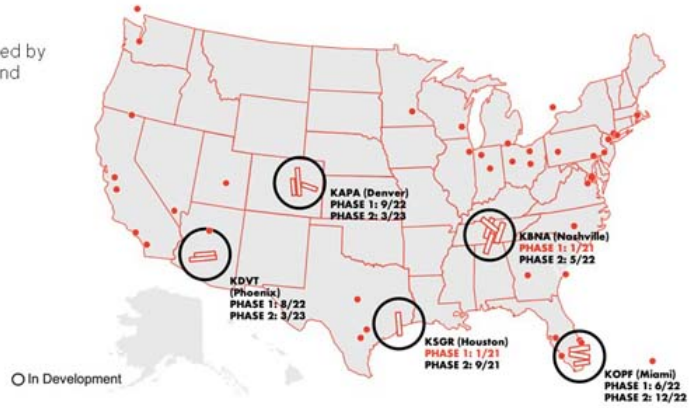 ed by
nd
KAPA (Denver)
PHASE 1: 9/22
PHASE 2: 3/23
KBNA (Nashville)
PHASE 1: 1/21
PHASE 2: 5/22
KDVT
(Phoenix)
PHASE 1: 8/22
PHASE 2: 3/23
KSGR (Houston)
PHASE 1: 1/21
PHASE 2: 9/21
In Development
KOPF (Miami)
PHASE 1: 6/22
PHASE 2: 12/22